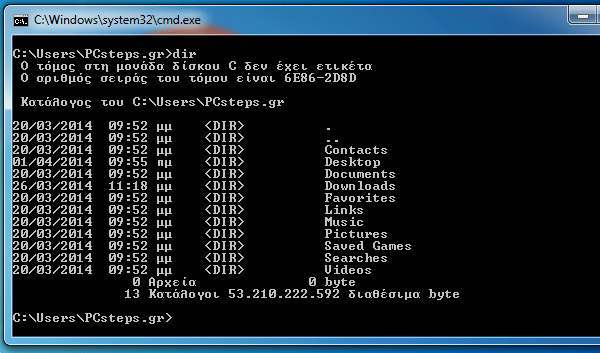 C:\Windows\system32\cmd.exe
C:\Users\PCsteps.gr>dir
Ο τόμος στη μονάδα δίσκου C δεν έχει ετικέτα
Ο αριθμός σειράς του τόμου είναι 6E86-2D8D
Κατάλογος του C:\Users\PCsteps.gr
20/03/2014 09:52 μμ <DIR> .
20/03/2014 09:52 μμ <DIR> ..
20/03/2014 09:52 μμ <DIR> Contacts
01/04/2014 09:55 πμ <DIR> Desktop
20/03/2014 09:52 μμ <DIR> Documents
26/03/2014 11:18 μμ <DIR> Downloads
20/03/2014 09:52 μμ <DIR> Favorites
20/03/2014 09:52 μμ <DIR> Links
20/03/2014 09:52 μμ <DIR> Music
20/03/2014 09:52 μμ <DIR> Pictures
20/03/2014 09:52 μμ <DIR> Saved Games
20/03/2014 09:52 μμ <DIR> Searches
20/03/2014 09:52 μμ <DIR> Videos
0 Αρχεία 0 byte
13 Κατάλογοι 53.210.222.592 διαθέσιμα byte
C:\Users\PCsteps.gr>